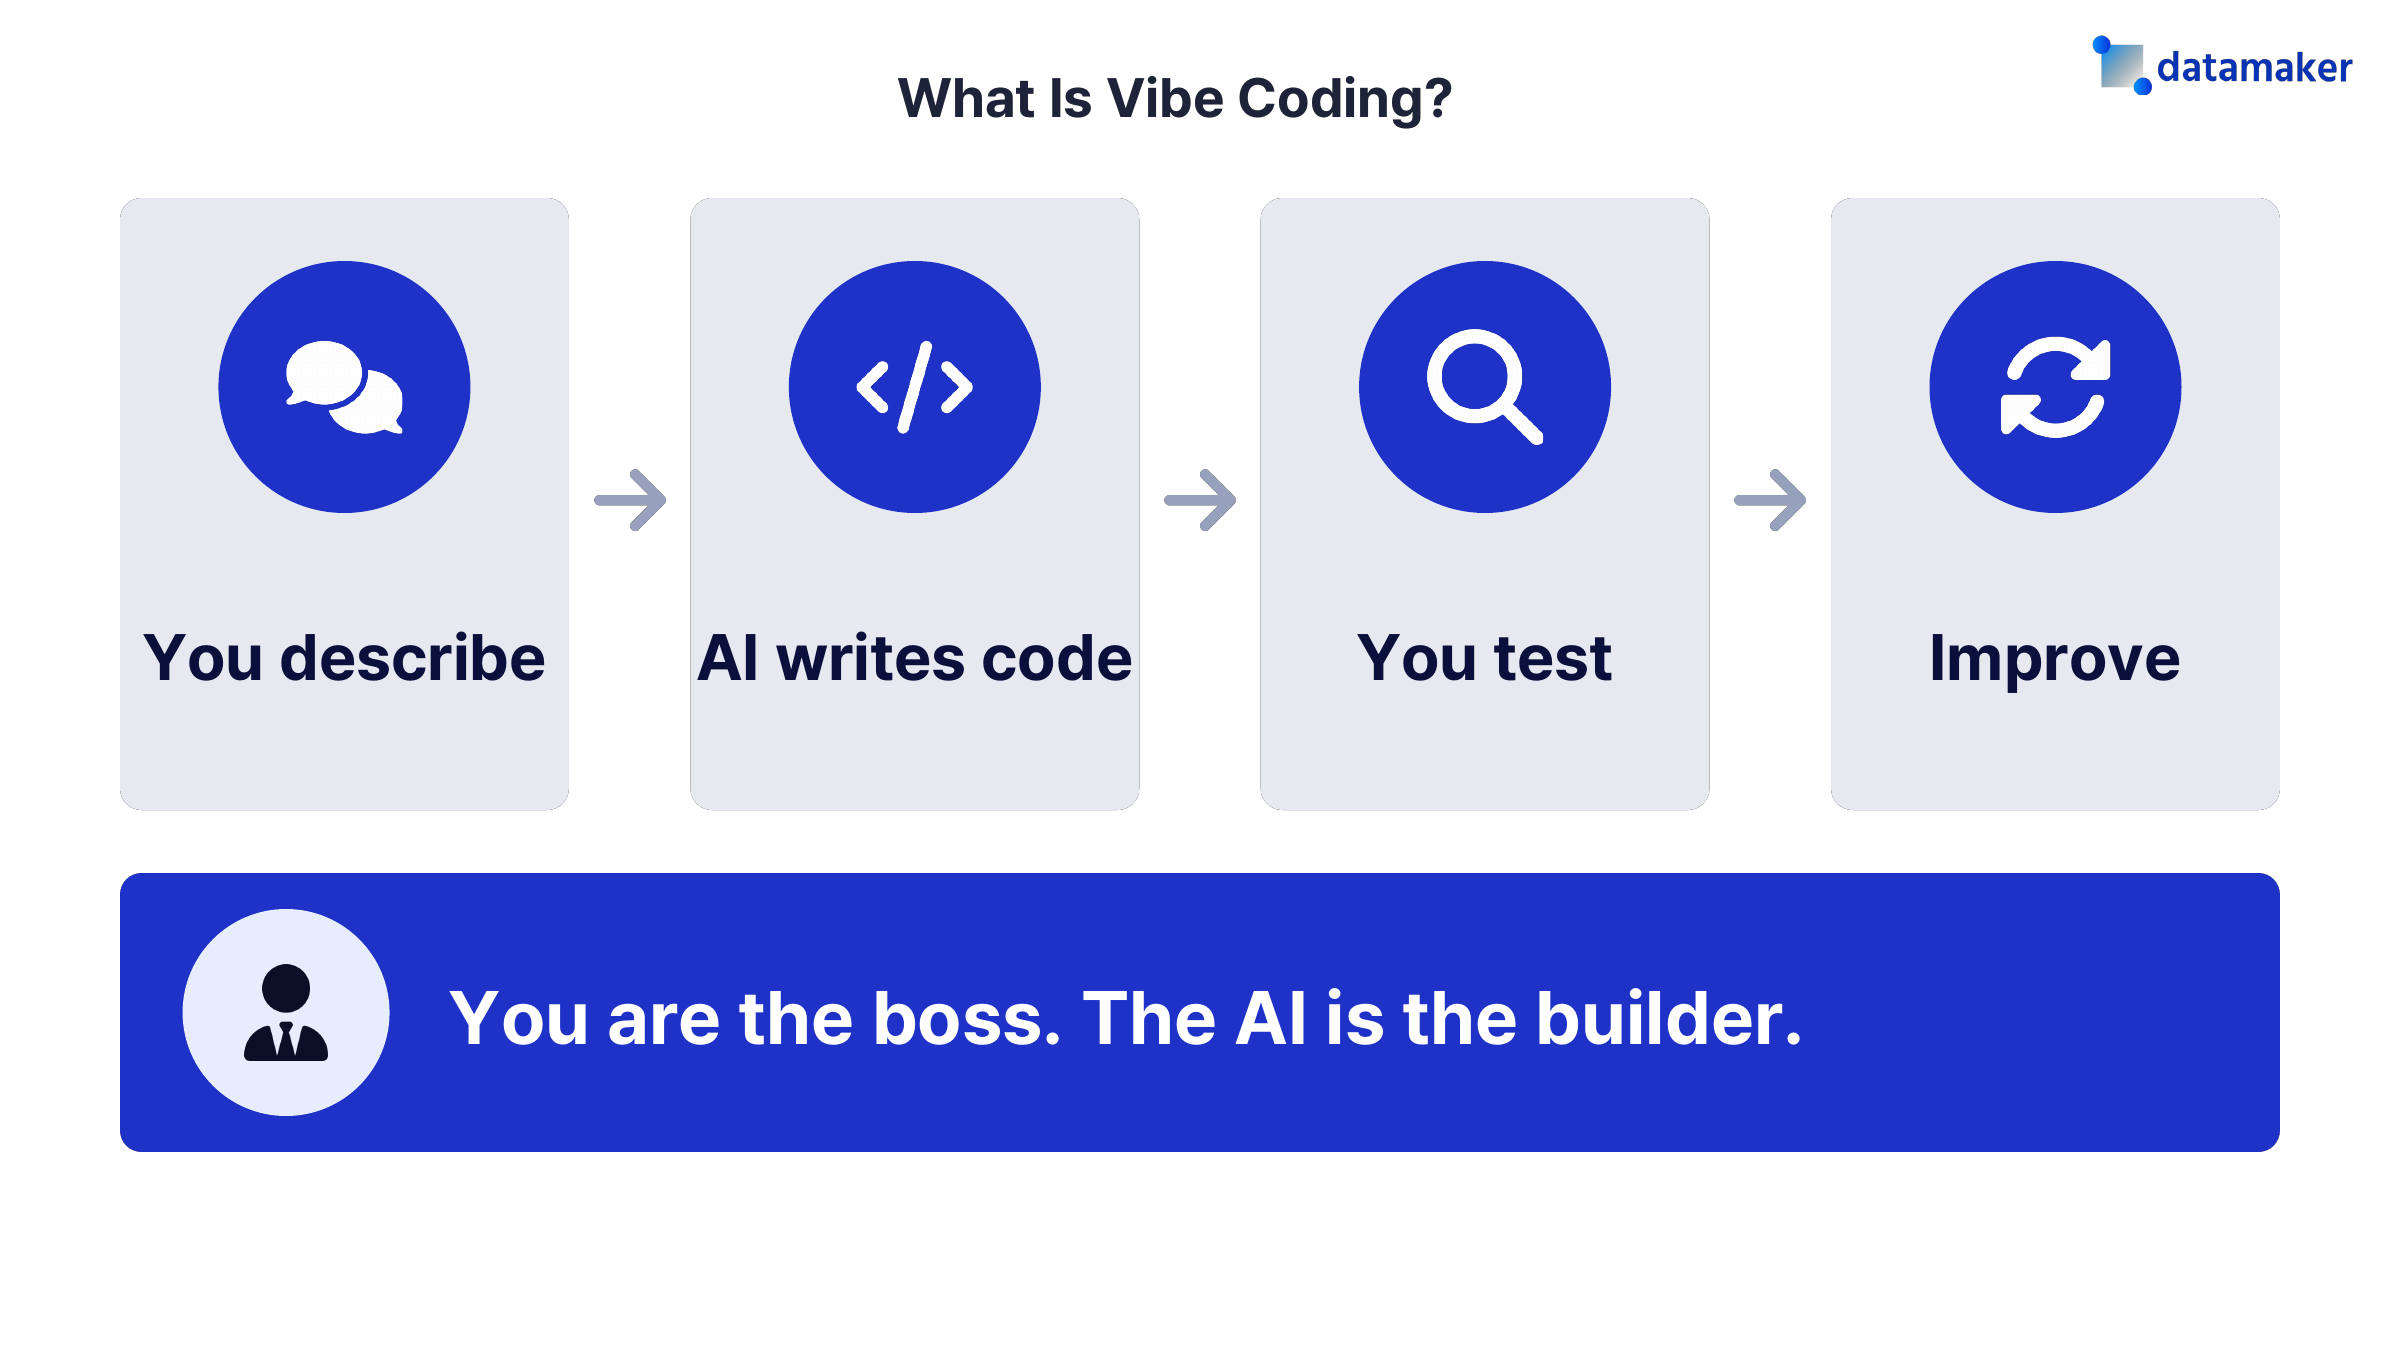 What Is Vibe Coding?
datamaker
You describe
AI writes code
You test
Improve
You are the boss. The AI is the builder.